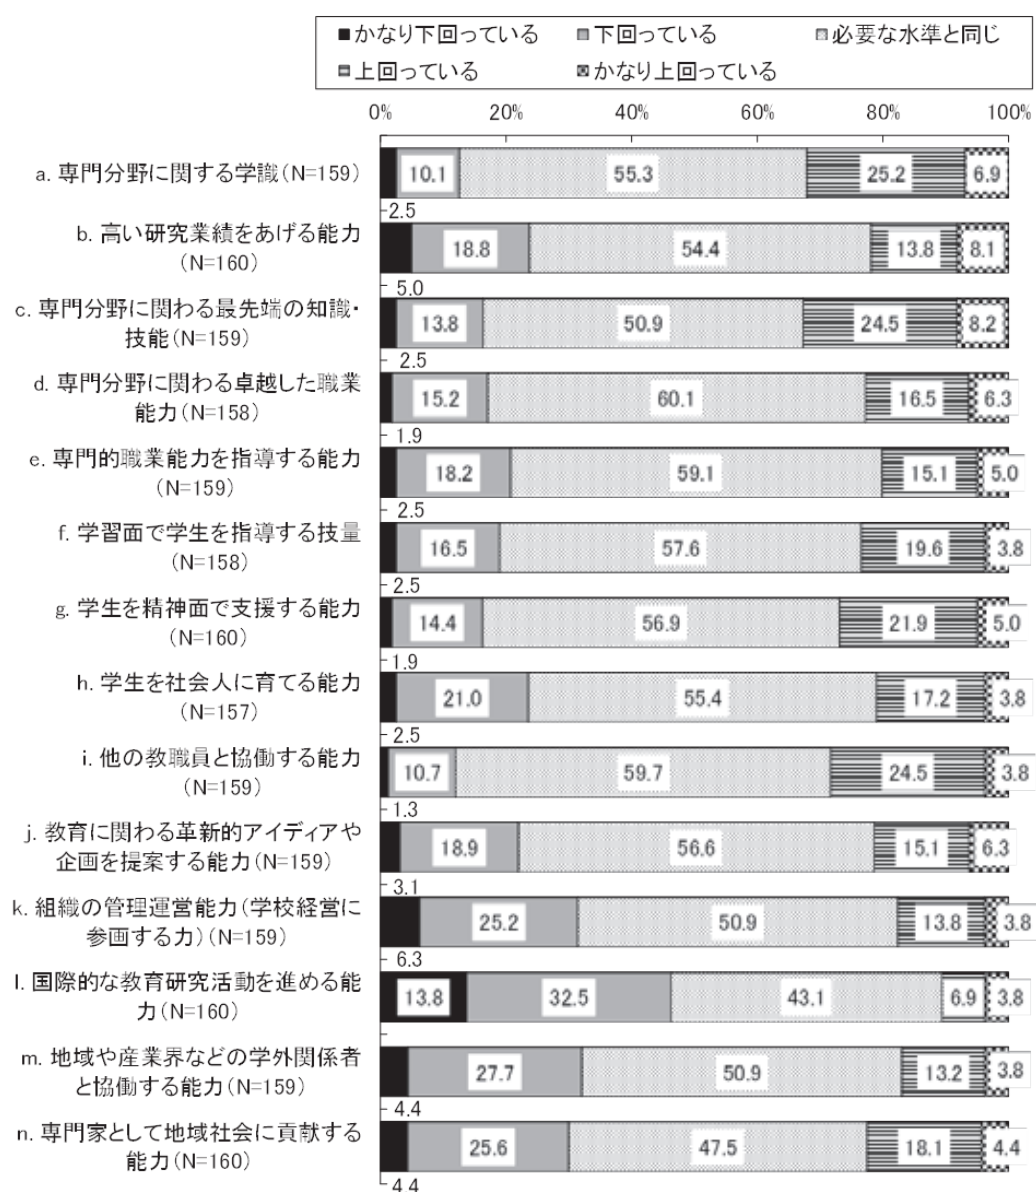 ■かなり下回っている ■下回っている □必要な水準と同じ
上回っている かなり上回っている
0% 20% 40% 60% 80% 100%
a. 専門分野に関する学識(N=159) 10.1 55.3 25.2 6.9
2.5
b. 高い研究業績をあげる能力
(N=160)
18.8 54.4 13.8 8.1
5.0
c. 専門分野に関わる最先端の知識・
技能(N=159)
13.8 50.9 24.5 8.2
2.5
d. 専門分野に関わる卓越した職業
能力(N=158)
15.2 60.1 16.5 6.3
1.9
e. 専門的職業能力を指導する能力
(N=159)
18.2 59.1 15.1 5.0
2.5
f. 学習面で学生を指導する技量
(N=158)
16.5 57.6 19.6 3.8
2.5
g. 学生を精神面で支援する能力
(N=160)
14.4 56.9 21.9 5.0
1.9
h. 学生を社会人に育てる能力
(N=157)
21.0 55.4 17.2 3.8
2.5
i. 他の教職員と協働する能力
(N=159)
10.7 59.7 24.5 3.8
1.3
j. 教育に関わる革新的アイディアや
企画を提案する能力(N=159)
18.9 56.6 15.1 6.3
3.1
k. 組織の管理運営能力(学校経営に
参画する力)(N=159)
25.2 50.9 13.8 3.8
6.3
l. 国際的な教育研究活動を進める能
力(N=160)
13.8 32.5 43.1 6.9 3.8
m. 地域や産業界などの学外関係者
と協働する能力(N=159)
27.7 50.9 13.2 3.8
4.4
n. 専門家として地域社会に貢献する
能力(N=160)
25.6 47.5 18.1 4.4
4.4